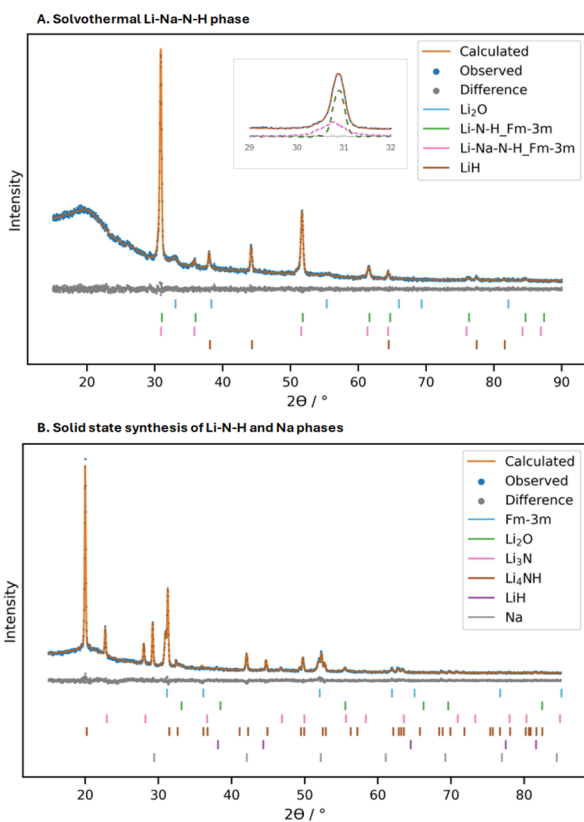 A. Solvothermal Li-Na-N-H phase
Calculated
Observed
Difference
Li₂O
Li-N-H_Fm-3m
Li-Na-N-H_Fm-3m
LiH
29 30 31 32
Intensity
20 30 40 50 60 70 80 90
2Θ / °
B. Solid state synthesis of Li-N-H and Na phases
Calculated
Observed
Difference
Fm-3m
Li₂O
Li₃N
Li₄NH
LiH
Na
Intensity
20 30 40 50 60 70 80
2Θ / °